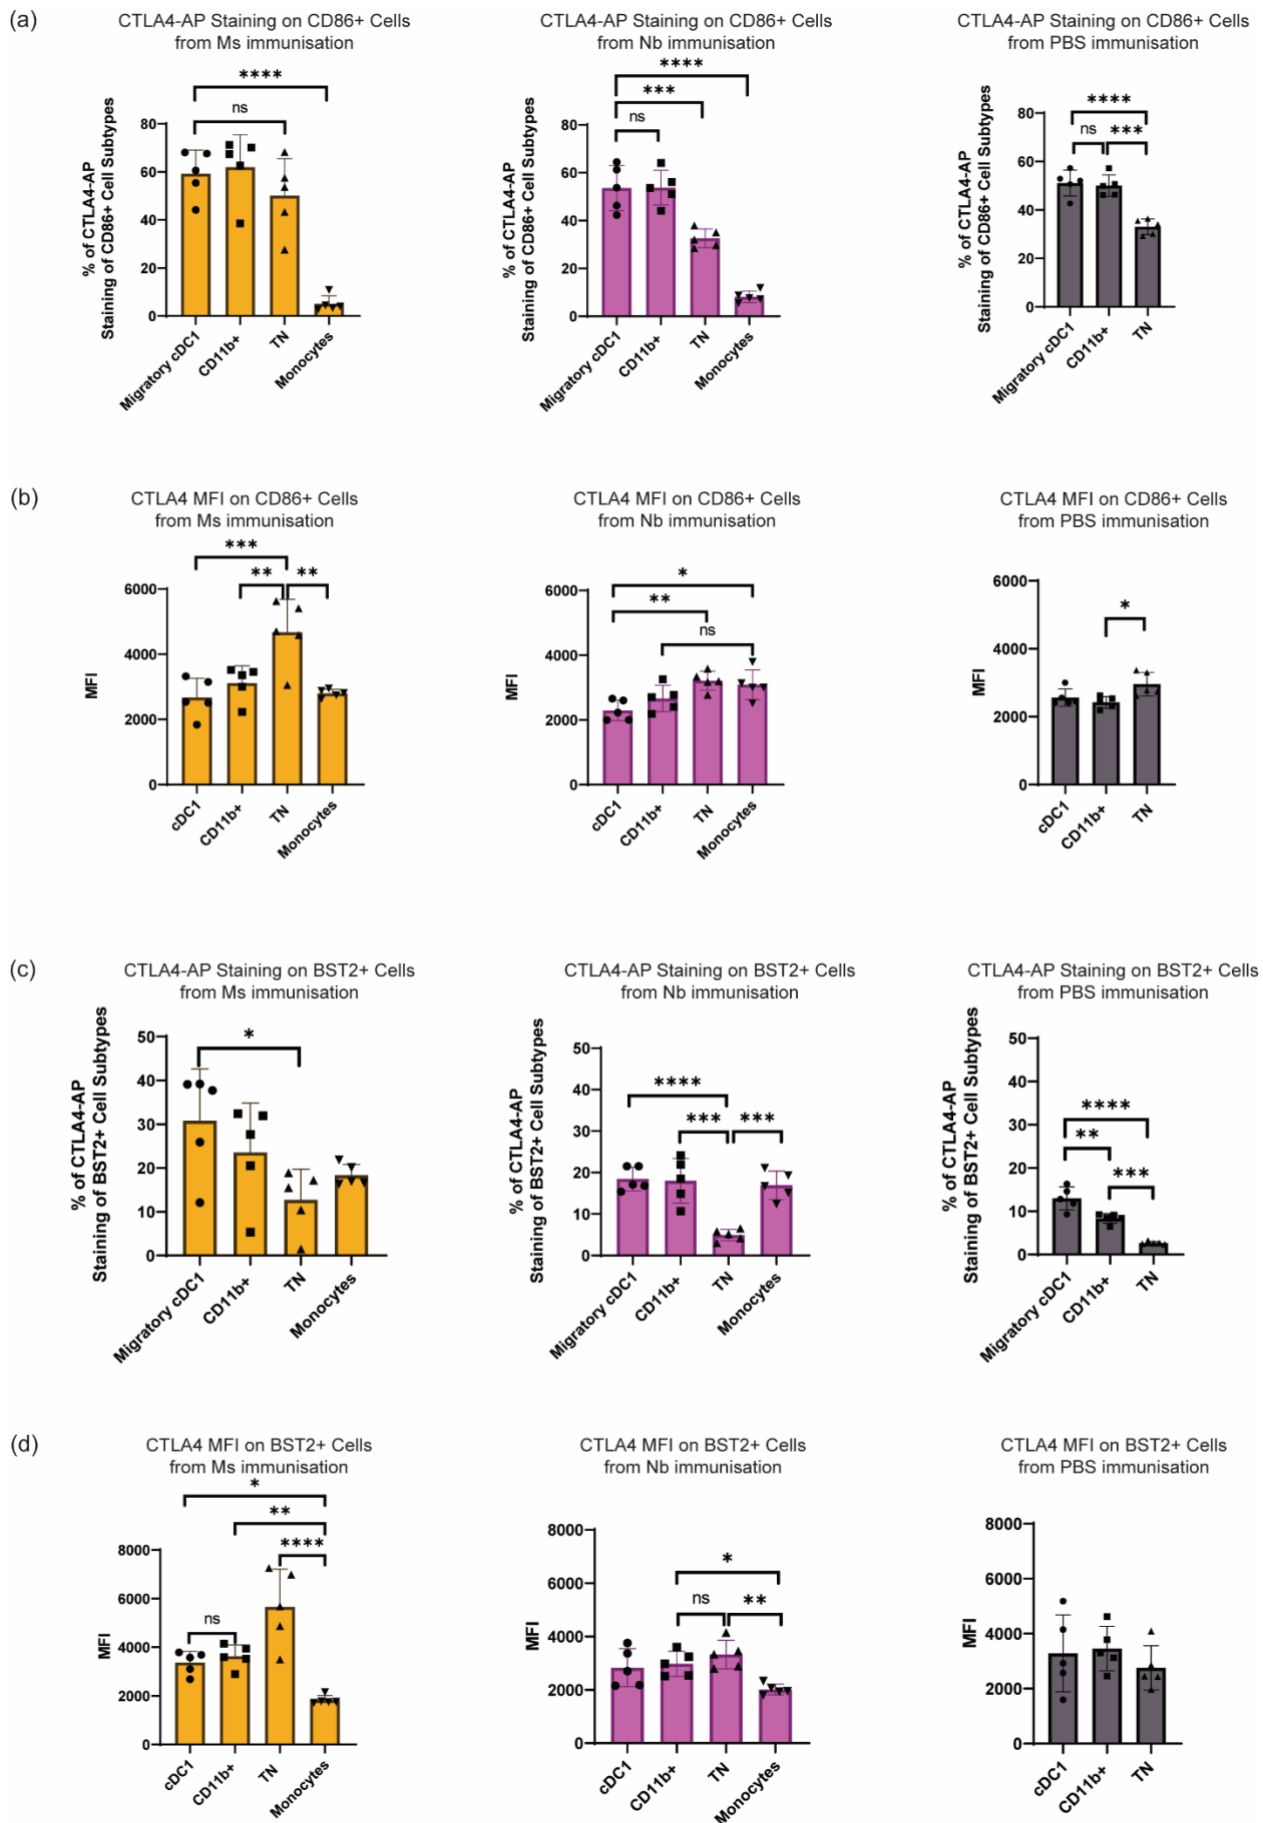 (a)
CTLA4-AP Staining on CD86+ Cells
from Ms immunisation
****
ns
% of CTLA4-AP
Staining of CD86+ Cell Subtypes
80
60
40
20
0
Migratory cDC1
CD11b+
TN
Monocytes
CTLA4-AP Staining on CD86+ Cells
from Nb immunisation
****
***
ns
% of CTLA4-AP
Staining of CD86+ Cell Subtypes
80
60
40
20
0
Migratory cDC1
CD11b+
TN
Monocytes
CTLA4-AP Staining on CD86+ Cells
from PBS immunisation
****
ns
***
% of CTLA4-AP
Staining of CD86+ Cell Subtypes
80
60
40
20
0
Migratory cDC1
CD11b+
TN
(b)
CTLA4 MFI on CD86+ Cells
from Ms immunisation
***
**
**
MFI
6000
4000
2000
0
cDC1
CD11b+
TN
Monocytes
CTLA4 MFI on CD86+ Cells
from Nb immunisation
*
**
ns
MFI
6000
4000
2000
0
cDC1
CD11b+
TN
Monocytes
CTLA4 MFI on CD86+ Cells
from PBS immunisation
*
MFI
6000
4000
2000
0
cDC1
CD11b+
TN
(c)
CTLA4-AP Staining on BST2+ Cells
from Ms immunisation
*
% of CTLA4-AP
Staining of BST2+ Cell Subtypes
50
40
30
20
10
0
Migratory cDC1
CD11b+
TN
Monocytes
CTLA4-AP Staining on BST2+ Cells
from Nb immunisation
****
***
***
% of CTLA4-AP
Staining of BST2+ Cell Subtypes
50
40
30
20
10
0
Migratory cDC1
CD11b+
TN
Monocytes
CTLA4-AP Staining on BST2+ Cells
from PBS immunisation
****
**
***
% of CTLA4-AP
Staining of BST2+ Cell Subtypes
50
40
30
20
10
0
Migratory cDC1
CD11b+
TN
(d)
CTLA4 MFI on BST2+ Cells
from Ms immunisation
*
**
****
ns
MFI
8000
6000
4000
2000
0
cDC1
CD11b+
TN
Monocytes
CTLA4 MFI on BST2+ Cells
from Nb immunisation
*
ns
**
MFI
8000
6000
4000
2000
0
cDC1
CD11b+
TN
Monocytes
CTLA4 MFI on BST2+ Cells
from PBS immunisation
MFI
8000
6000
4000
2000
0
cDC1
CD11b+
TN